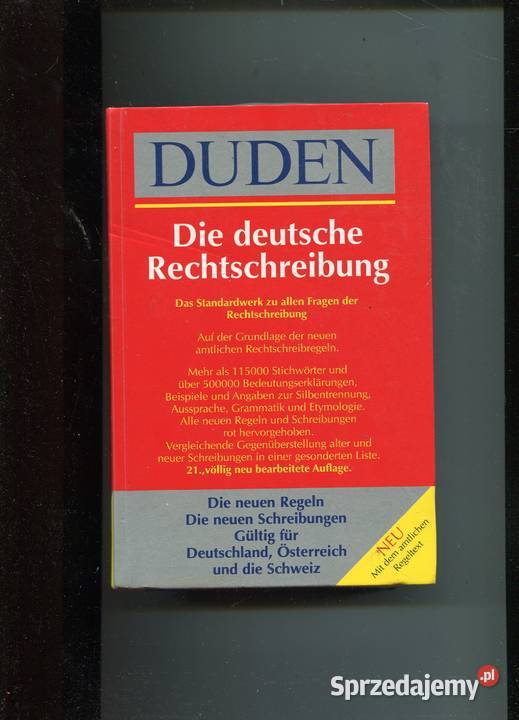 DUDEN
Die deutsche
Rechtschreibung
Das Standardwerk zu allen Fragen der
Rechtschreibung
Auf der Grundlage der neuen
amtlichen Rechtschreibregeln.
Mehr als 115000 Stichwörter und
über 500000 Bedeutungserklärungen,
Beispiele und Angaben zur Silbentrennung,
Aussprache, Grammatik und Etymologie.
Alle neuen Regeln und Schreibungen
rot hervorgehoben.
Vergleichende Gegenüberstellung alter und
neuer Schreibungen in einer gesonderten Liste.
21.,völlig neu bearbeitete Auflage.
Die neuen Regeln
Die neuen Schreibungen
Gültig für
Deutschland, Österreich
und die Schweiz
NEU
Mit dem amtlichen
Regeltext
Sprzedajemy.pl